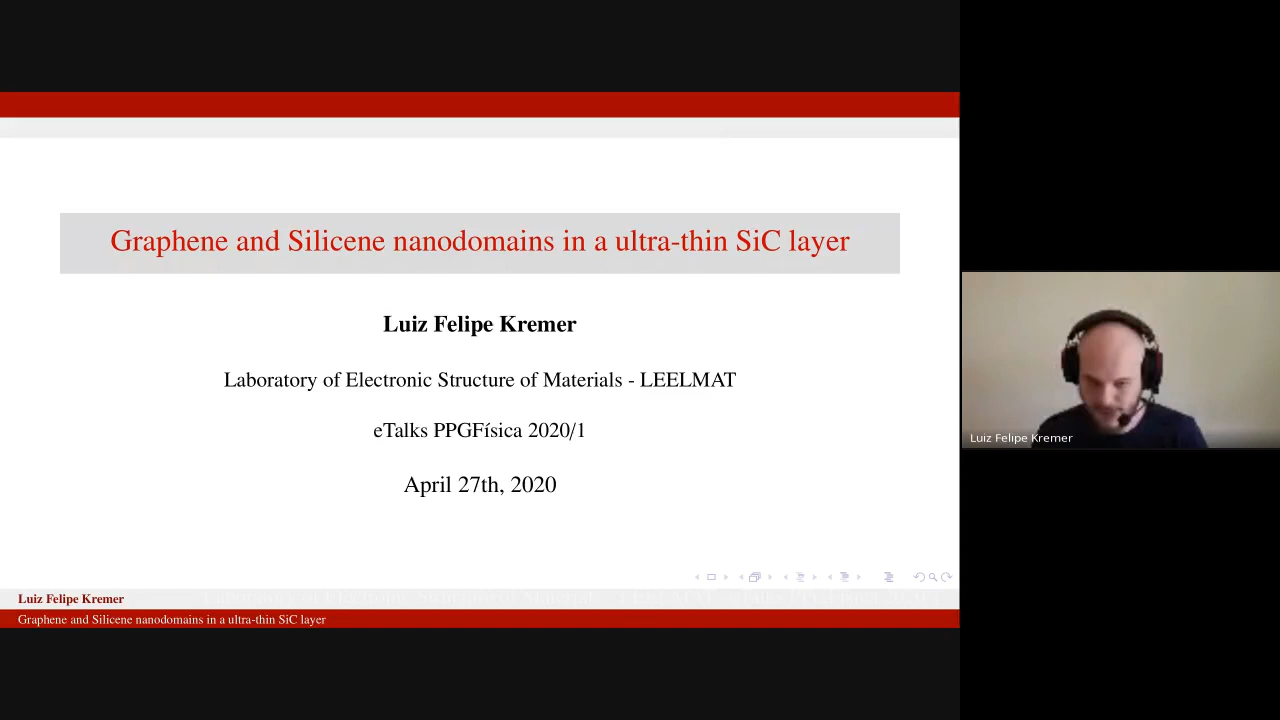 Graphene and Silicene nanodomains in a ultra-thin SiC layer
Luiz Felipe Kremer
Laboratory of Electronic Structure of Materials - LEELMAT
eTalks PPGFísica 2020/1
April 27th, 2020
Luiz Felipe Kremer
Graphene and Silicene nanodomains in a ultra-thin SiC layer
Luiz Felipe Kremer